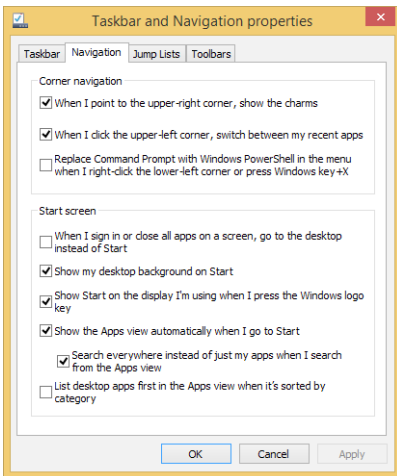 Taskbar and Navigation properties
Taskbar Navigation Jump Lists Toolbars
Corner navigation
When I point to the upper-right corner, show the charms
When I click the upper-left corner, switch between my recent apps
Replace Command Prompt with Windows PowerShell in the menu
when I right-click the lower-left corner or press Windows key+X
Start screen
When I sign in or close all apps on a screen, go to the desktop
instead of Start
Show my desktop background on Start
Show Start on the display I'm using when I press the Windows logo
key
Show the Apps view automatically when I go to Start
Search everywhere instead of just my apps when I search
from the Apps view
List desktop apps first in the Apps view when it's sorted by
category
OK Cancel Apply